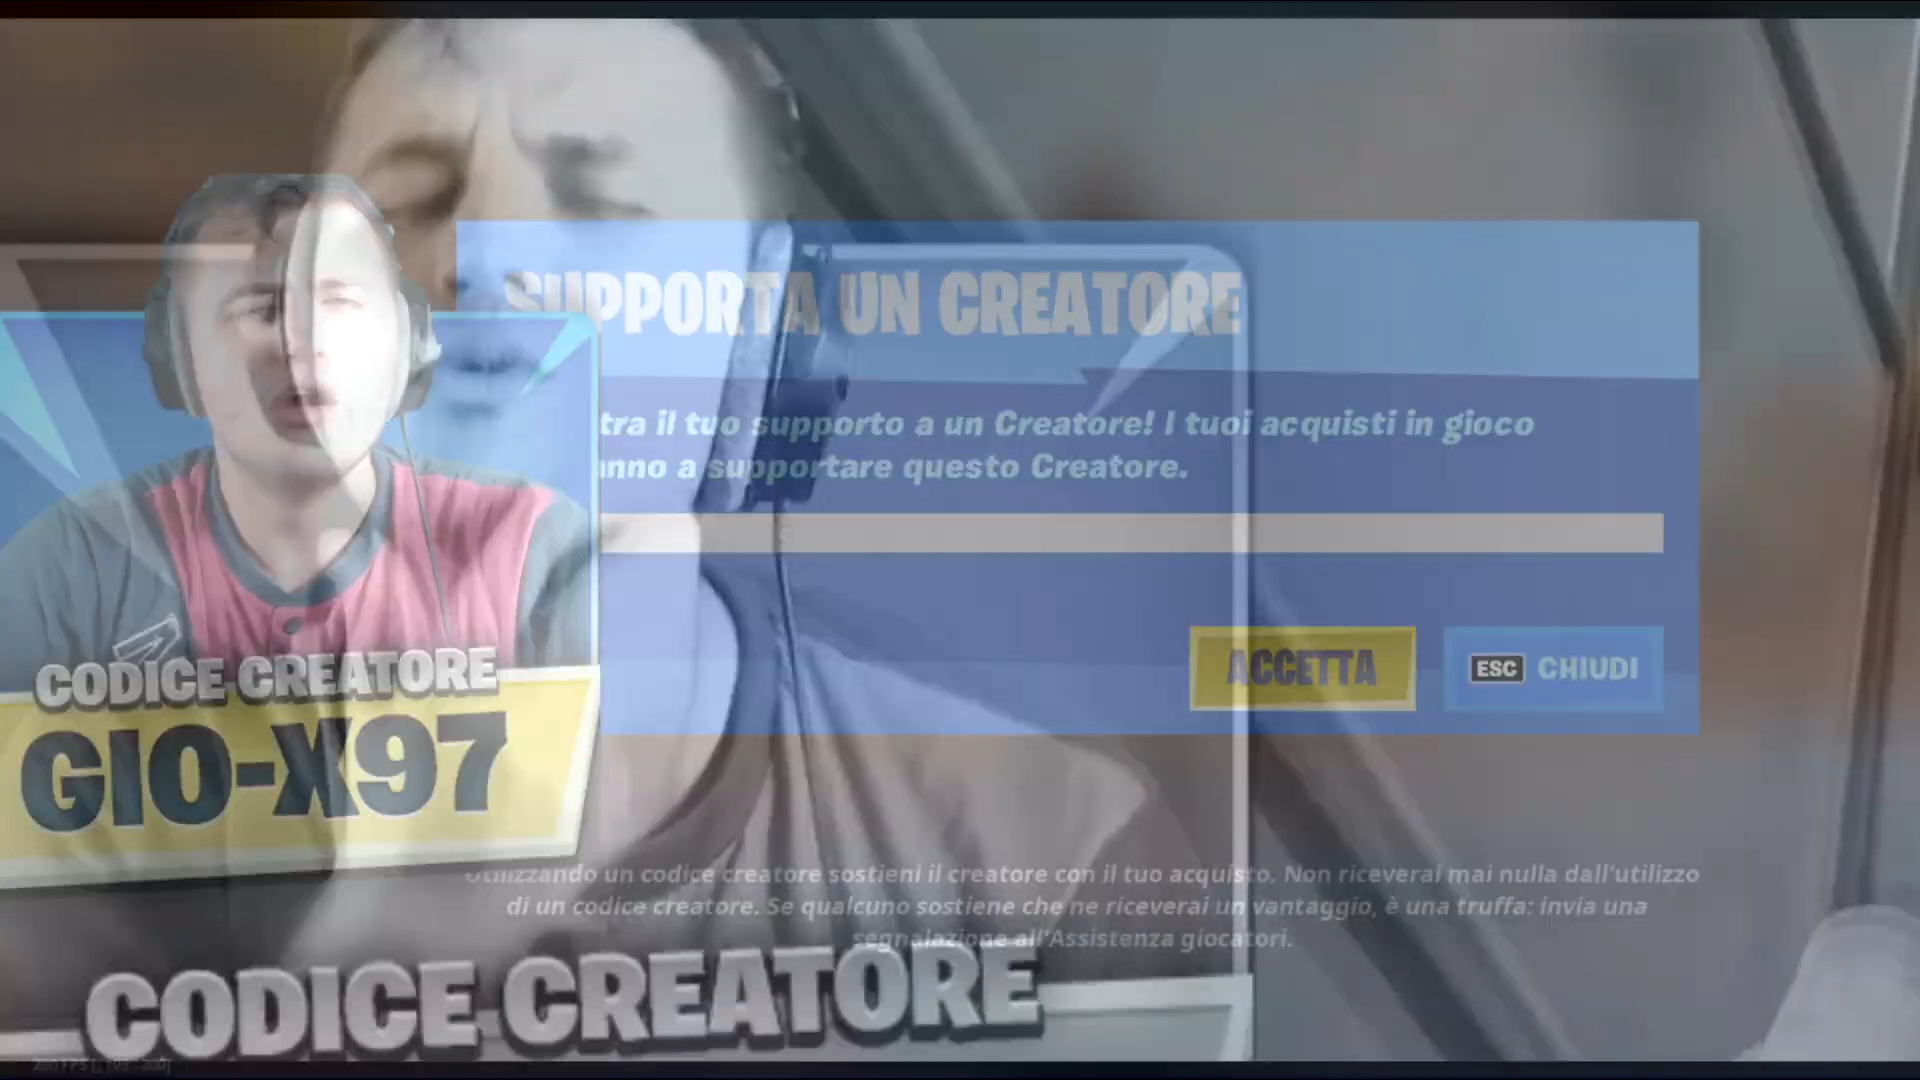 SUPPORTA UN CREATORE
tra il tuo supporto a un Creatore! I tuoi acquisti in gioco
anno a supportare questo Creatore.
ACCETTA
ESC CHIUDI
CODICE CREATORE
GIO-X97
Utilizzando un codice creatore sostieni il creatore con il tuo acquisto. Non riceverai mai nulla dall'utilizzo
di un codice creatore. Se qualcuno sostiene che ne riceverai un vantaggio, è una truffa: invia una
segnalazione all'Assistenza giocatori.
CODICE CREATORE